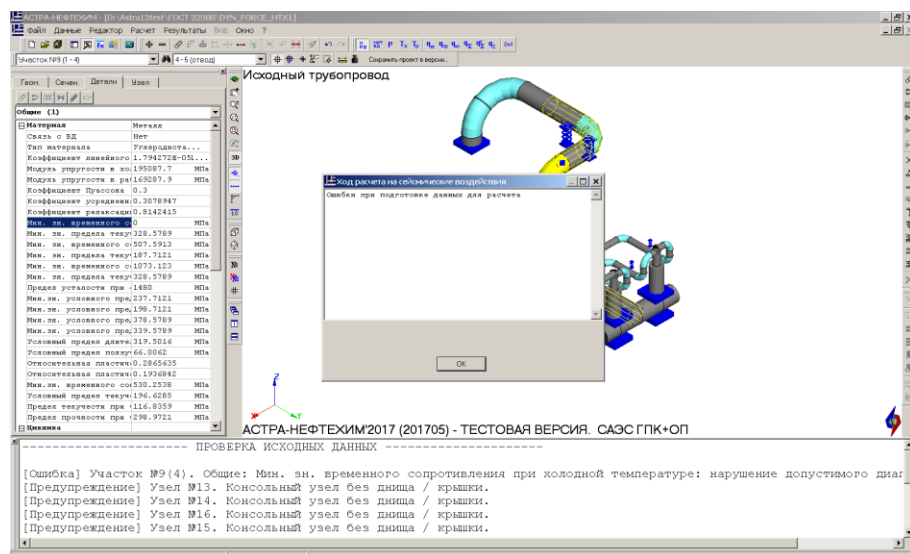 АСТРА-НЕФТЕХИМ - [D:\Astra13test\ГОСТ 32388\DYN_FORCE_HTX1]
Файл Данные Редактор Расчет Результаты Вид Окно ?
Участок №9 (1-4) 4-5 (отвод) Сохранить проект в версии...
Геом. Сечен. Детали Узел
Общие (1)
Материал Металл
Связь с БД Нет
Тип материала Углеродиста...
Коэффициент линейного 1.794272E-05L...
Модуль упругости в хо. 195087.7 МПа
Модуль упругости в ра 169287.9 МПа
Коэффициент Пуассона 0.3
Коэффициент усреднени 0.3078947
Коэффициент релаксаци 0.8142415
Мин. зн. временного с 0 МПа
Мин. зн. предела теку 328.5789 МПа
Мин. зн. временного с 507.5913 МПа
Мин. зн. предела теку 187.7121 МПа
Мин. зн. временного с 1073.123 МПа
Мин. зн. предела теку 328.5789 МПа
Предел усталости при 1480 МПа
Мин.зн. условного пре 237.7121 МПа
Мин.зн. условного пре 198.7121 МПа
Мин.зн. условного пре 378.5789 МПа
Мин.зн. условного пре 339.5789 МПа
Условный предел длите 319.5016 МПа
Условный предел ползу 66.0062 МПа
Относительная пластич 0.2865635
Относительная пластич 0.1936842
Мин.зн. временного со 530.2538 МПа
Условный предел текуч 196.6285 МПа
Предел текучести при 116.8359 МПа
Предел прочности при 298.9721 МПа
Циклика
Исходный трубопровод
Ход расчета на сейсмические воздействия
Ошибки при подготовке данных для расчета
OK
Z
X
Y
АСТРА-НЕФТЕХИМ'2017 (201705) - ТЕСТОВАЯ ВЕРСИЯ. САЭС ГПК+ОП
------------------------ ПРОВЕРКА ИСХОДНЫХ ДАННЫХ -----------------------
[Ошибка] Участок №9(4). Общие: Мин. зн. временного сопротивления при холодной температуре: нарушение допустимого диап
[Предупреждение] Узел №13. Консольный узел без днища / крышки.
[Предупреждение] Узел №14. Консольный узел без днища / крышки.
[Предупреждение] Узел №16. Консольный узел без днища / крышки.
[Предупреждение] Узел №15. Консольный узел без днища / крышки.